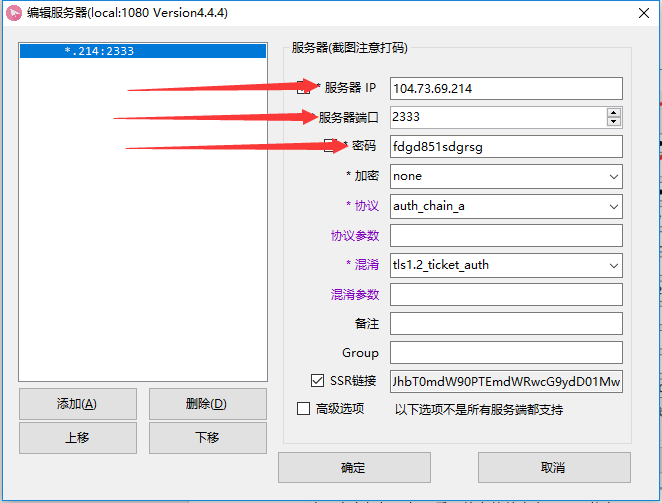 编辑服务器(local:1080 Version4.4.4)
*.214:2333
服务器(截图注意打码)
* 服务器 IP 104.73.69.214
服务器端口 2333
* 密码 fdgd851sdgrsg
* 加密 none
* 协议 auth_chain_a
协议参数
* 混淆 tls1.2_ticket_auth
混淆参数
备注
Group
SSR链接 JhbT0mdW90PTEmdWRwcG9ydD01Mw
高级选项 以下选项不是所有服务端都支持
添加(A) 删除(D)
上移 下移
确定 取消